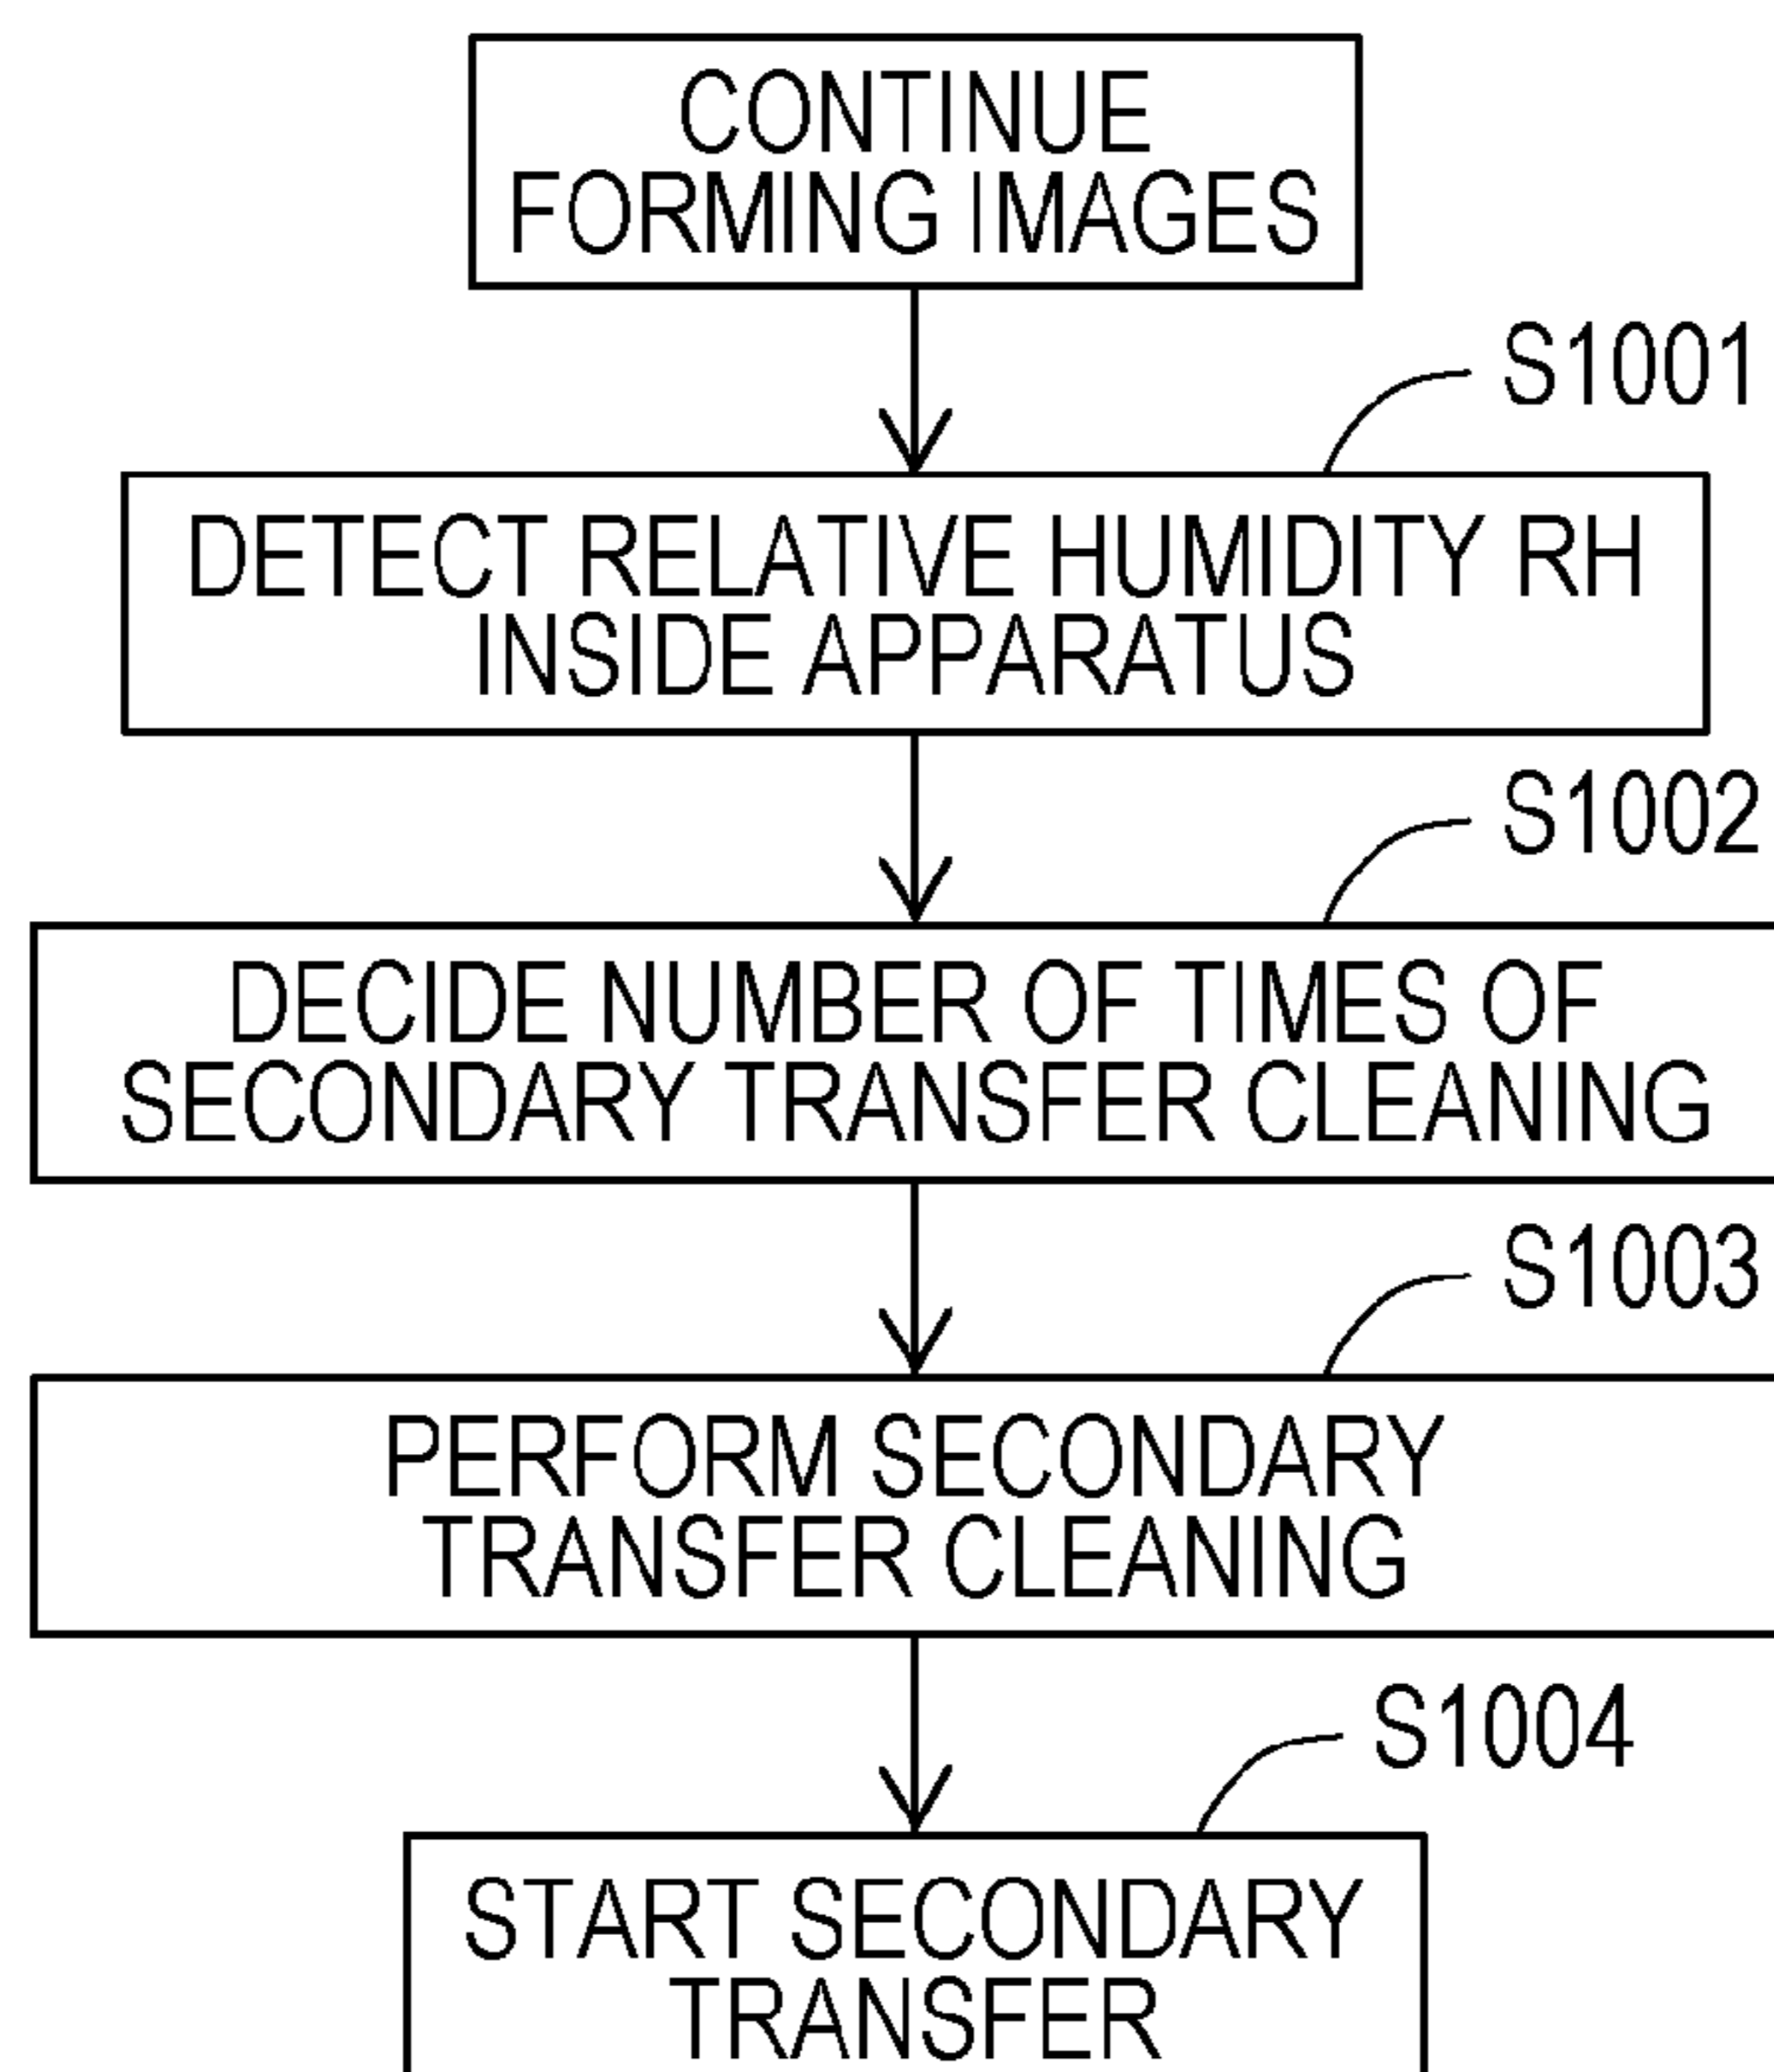 CONTINUE
FORMING IMAGES
S1001
DETECT RELATIVE HUMIDITY RH
INSIDE APPARATUS
S1002
DECIDE NUMBER OF TIMES OF
SECONDARY TRANSFER CLEANING
S1003
PERFORM SECONDARY
TRANSFER CLEANING
S1004
START SECONDARY
TRANSFER